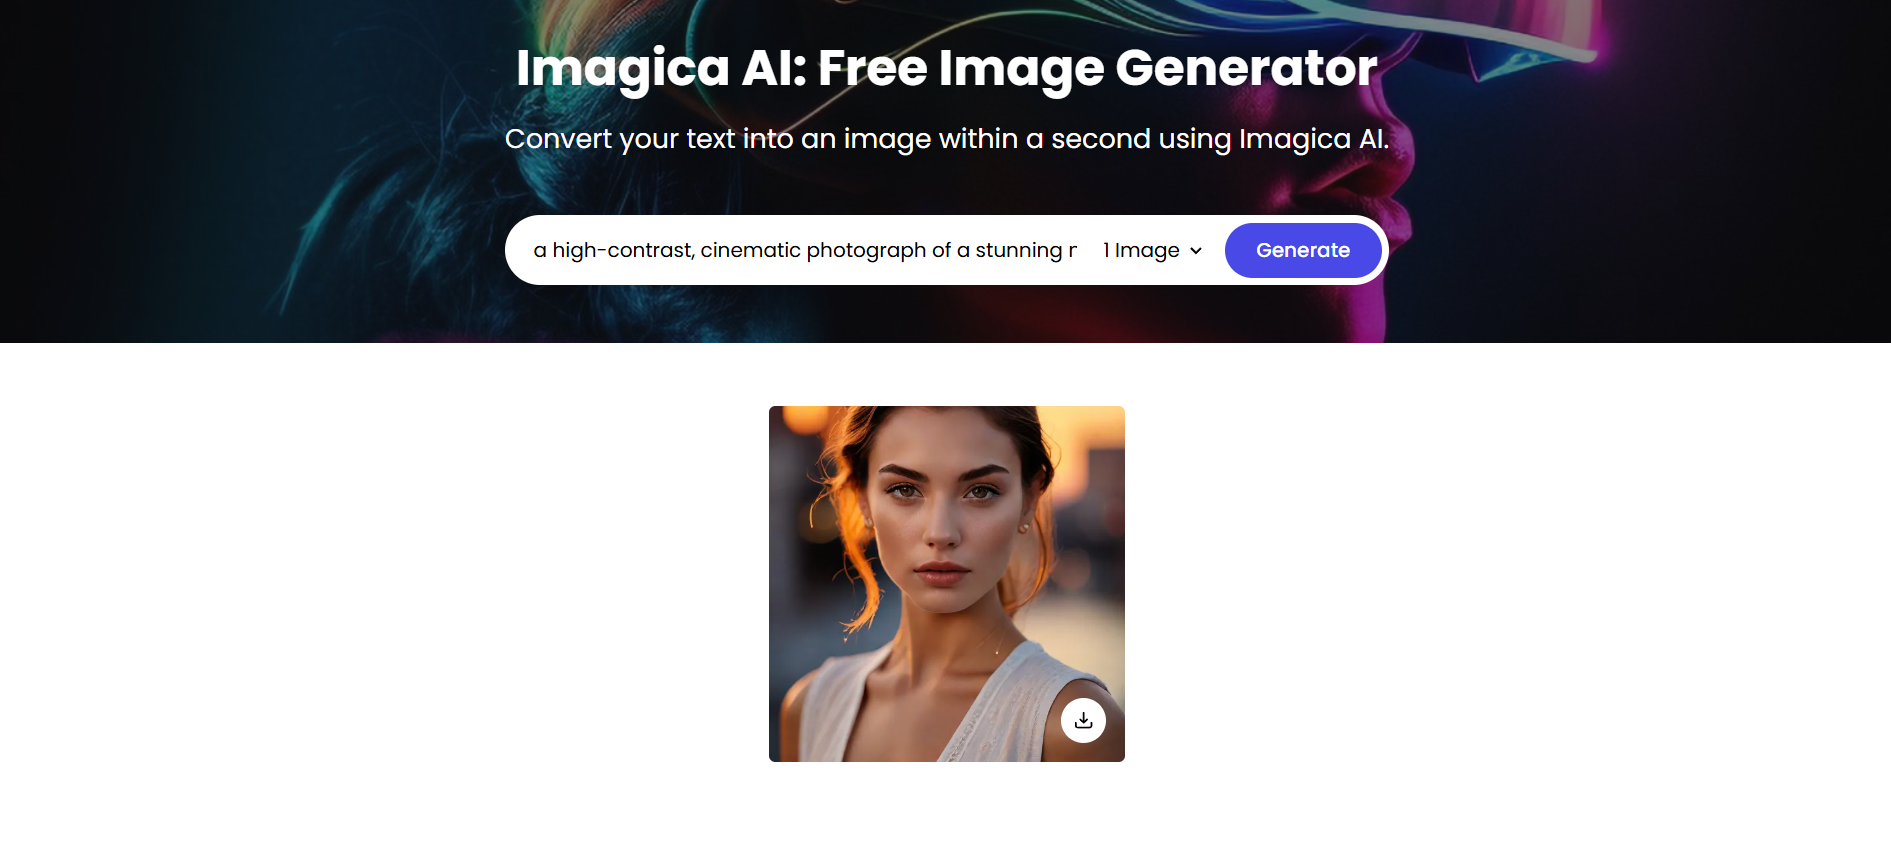 Imagica AI: Free Image Generator
Convert your text into an image within a second using Imagica AI.
a high-contrast, cinematic photograph of a stunning
1 Image
Generate